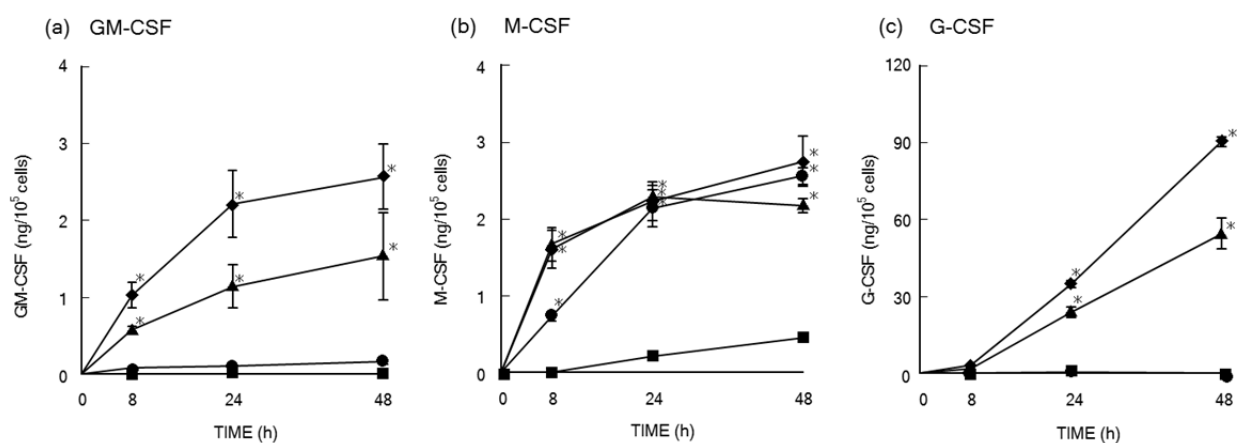 (a) GM-CSF
GM-CSF (ng/10⁵ cells)
4
3
2
1
0
0 8 24 48
TIME (h)
* * * * * *
(b) M-CSF
M-CSF (ng/10⁵ cells)
4
3
2
1
0
0 8 24 48
TIME (h)
* * * * * * * * *
(c) G-CSF
G-CSF (ng/10⁵ cells)
120
90
60
30
0
0 8 24 48
TIME (h)
* * * *